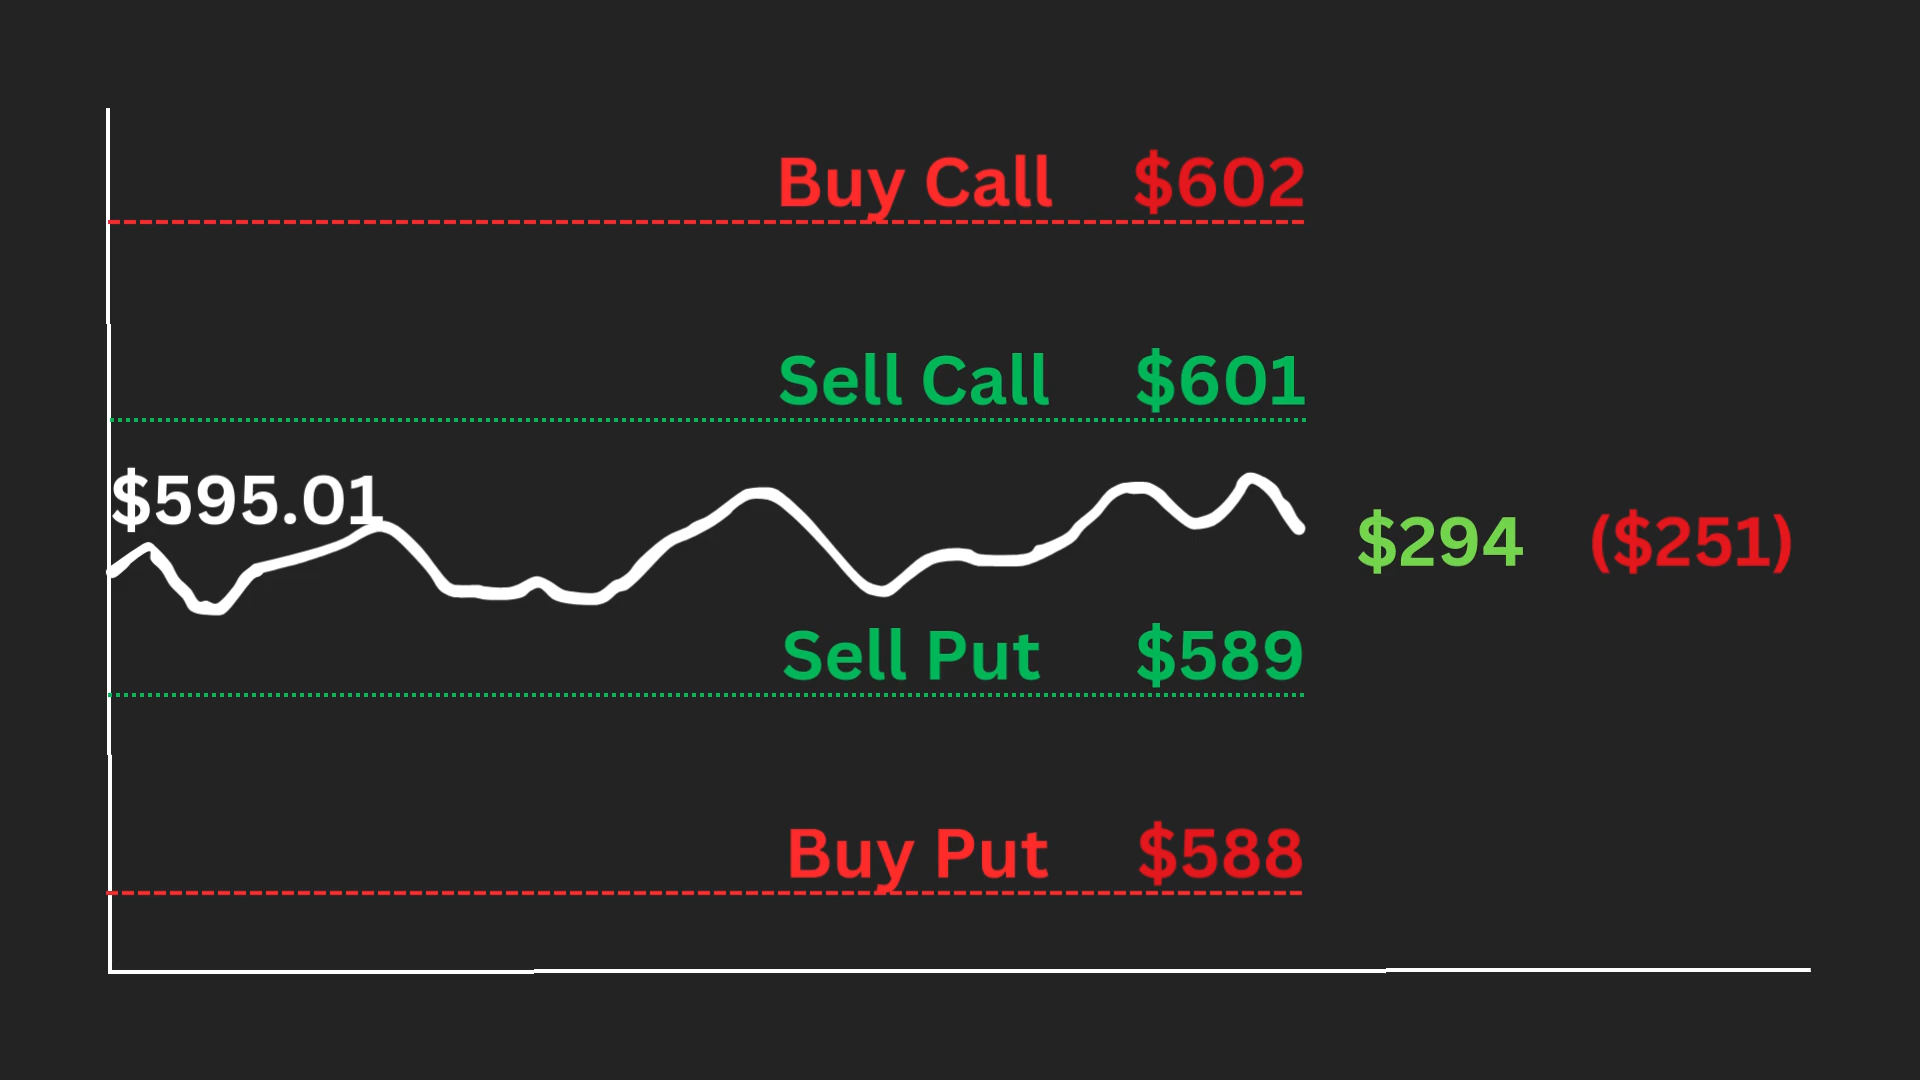 Buy Call $602
Sell Call $601
$595.01
$294 ($251)
Sell Put $589
Buy Put $588